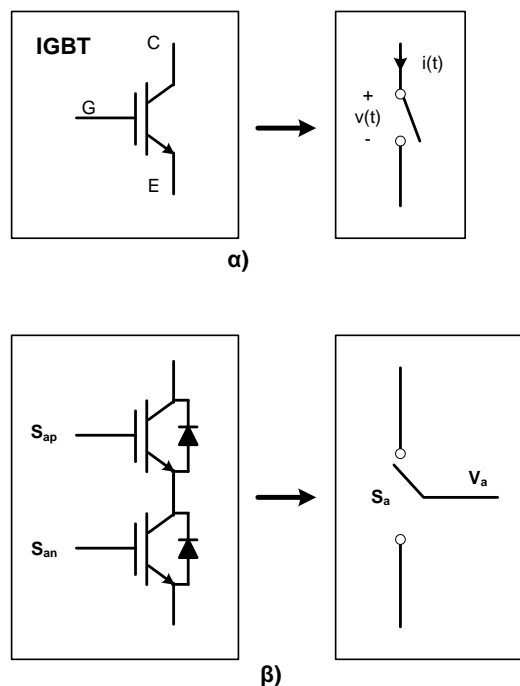 IGBT
C
G
E
i(t)
+
v(t)
-
α)
Sap
San
Sa
Va
β)